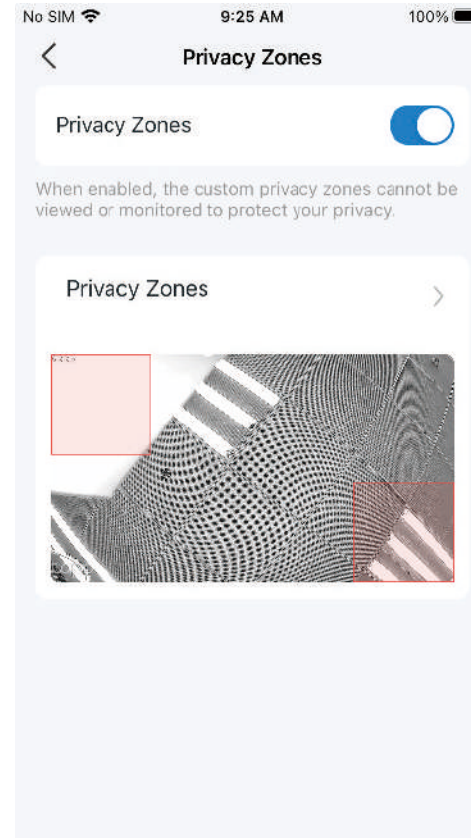 No SIM 9:25 AM 100%
Privacy Zones
Privacy Zones
When enabled, the custom privacy zones cannot be
viewed or monitored to protect your privacy.
Privacy Zones